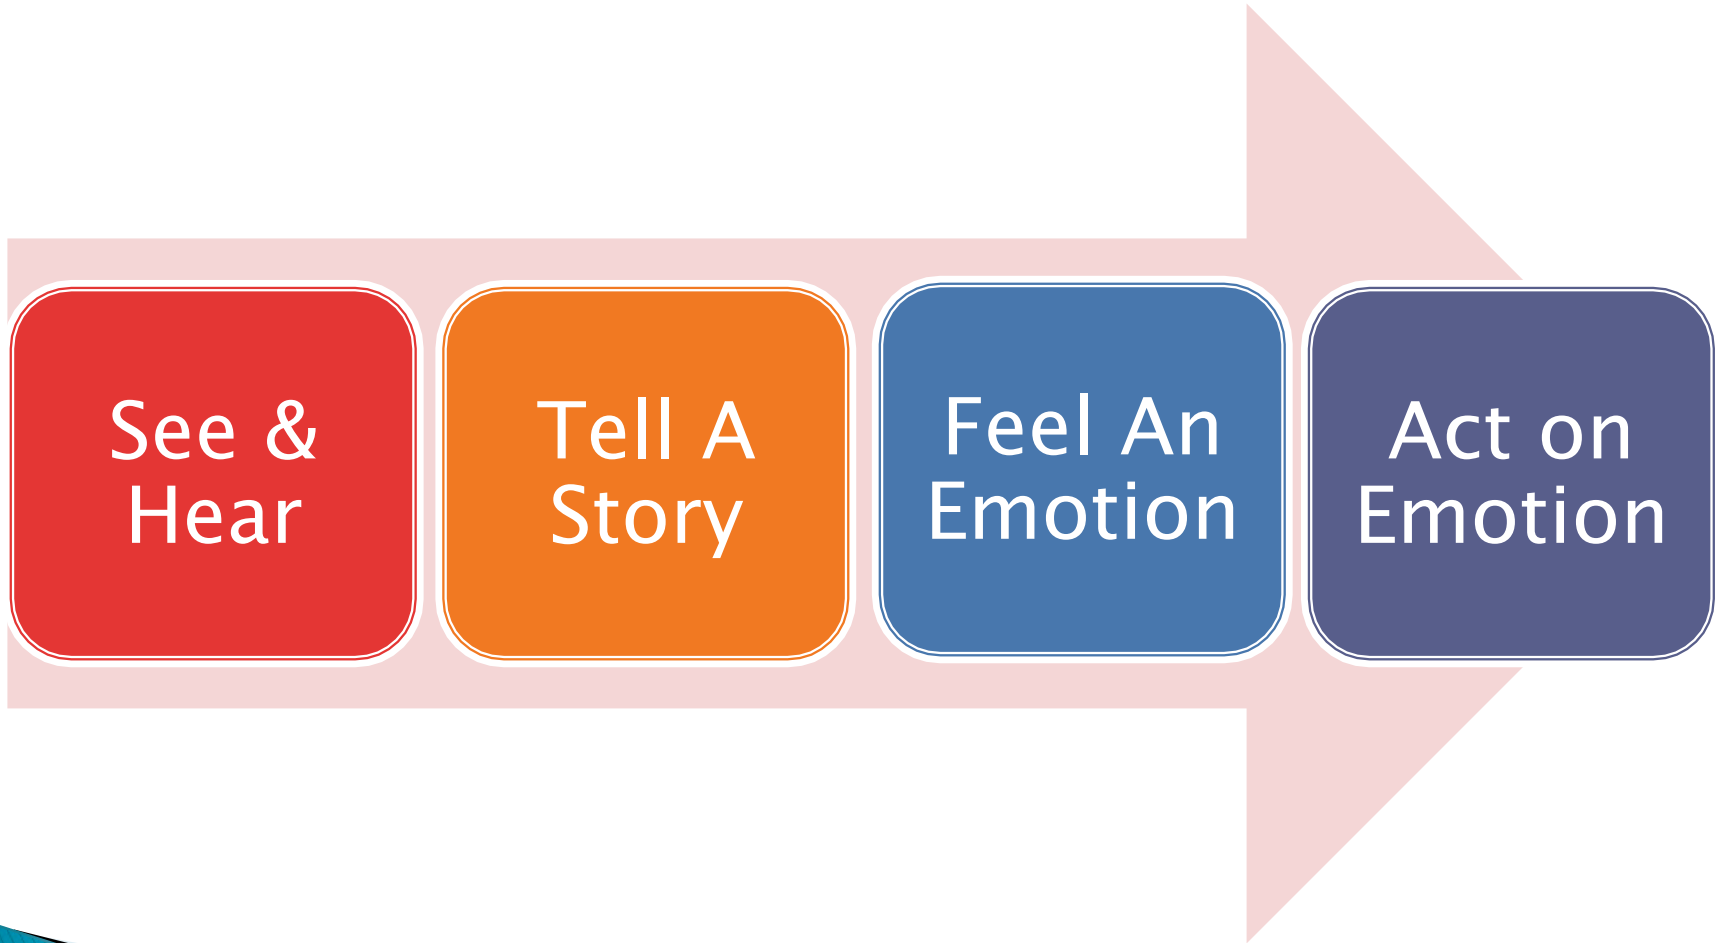 See &
Hear
Tell A
Story
Feel An
Emotion
Act on
Emotion